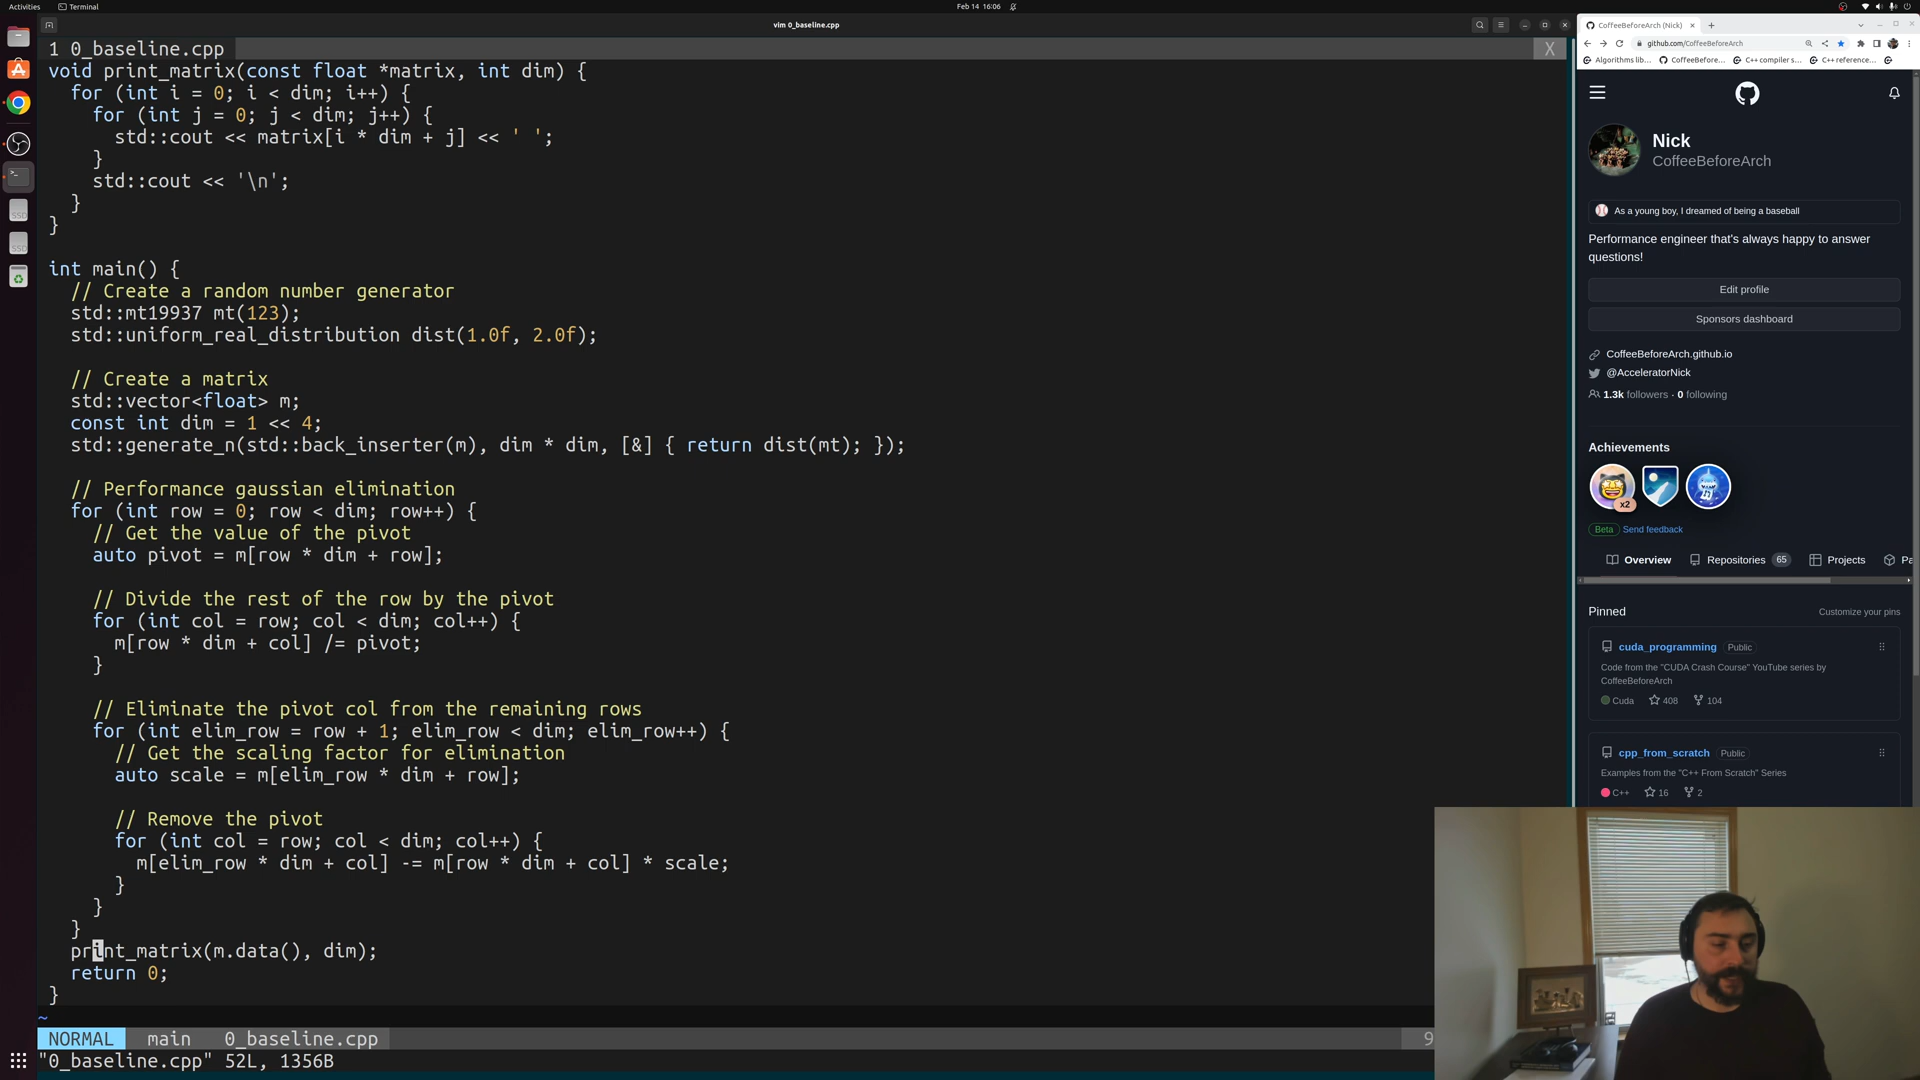 Activities
Terminal
Feb 14 16:06
vim 0_baseline.cpp
1 0_baseline.cpp
X
void print_matrix(const float *matrix, int dim) {
for (int i = 0; i < dim; i++) {
for (int j = 0; j < dim; j++) {
std::cout << matrix[i * dim + j] << ' ';
}
std::cout << '\n';
}
}
int main() {
// Create a random number generator
std::mt19937 mt(123);
std::uniform_real_distribution dist(1.0f, 2.0f);
// Create a matrix
std::vector<float> m;
const int dim = 1 << 4;
std::generate_n(std::back_inserter(m), dim * dim, [&] { return dist(mt); });
// Performance gaussian elimination
for (int row = 0; row < dim; row++) {
// Get the value of the pivot
auto pivot = m[row * dim + row];
// Divide the rest of the row by the pivot
for (int col = row; col < dim; col++) {
m[row * dim + col] /= pivot;
}
// Eliminate the pivot col from the remaining rows
for (int elim_row = row + 1; elim_row < dim; elim_row++) {
// Get the scaling factor for elimination
auto scale = m[elim_row * dim + row];
// Remove the pivot
for (int col = row; col < dim; col++) {
m[elim_row * dim + col] -= m[row * dim + col] * scale;
}
}
}
print_matrix(m.data(), dim);
return 0;
}
~
NORMAL main 0_baseline.cpp 9
"0_baseline.cpp" 52L, 1356B
CoffeeBeforeArch (Nick)
github.com/CoffeeBeforeArch
Algorithms lib... CoffeeBefore... C++ compiler s... C++ reference...
Nick
CoffeeBeforeArch
As a young boy, I dreamed of being a baseball
Performance engineer that's always happy to answer
questions!
Edit profile
Sponsors dashboard
CoffeeBeforeArch.github.io
@AcceleratorNick
1.3k followers · 0 following
Achievements
x2
Beta Send feedback
Overview Repositories 65 Projects Pa
Pinned Customize your pins
cuda_programming Public
Code from the "CUDA Crash Course" YouTube series by
CoffeeBeforeArch
Cuda 408 104
cpp_from_scratch Public
Examples from the "C++ From Scratch" Series
C++ 16 2